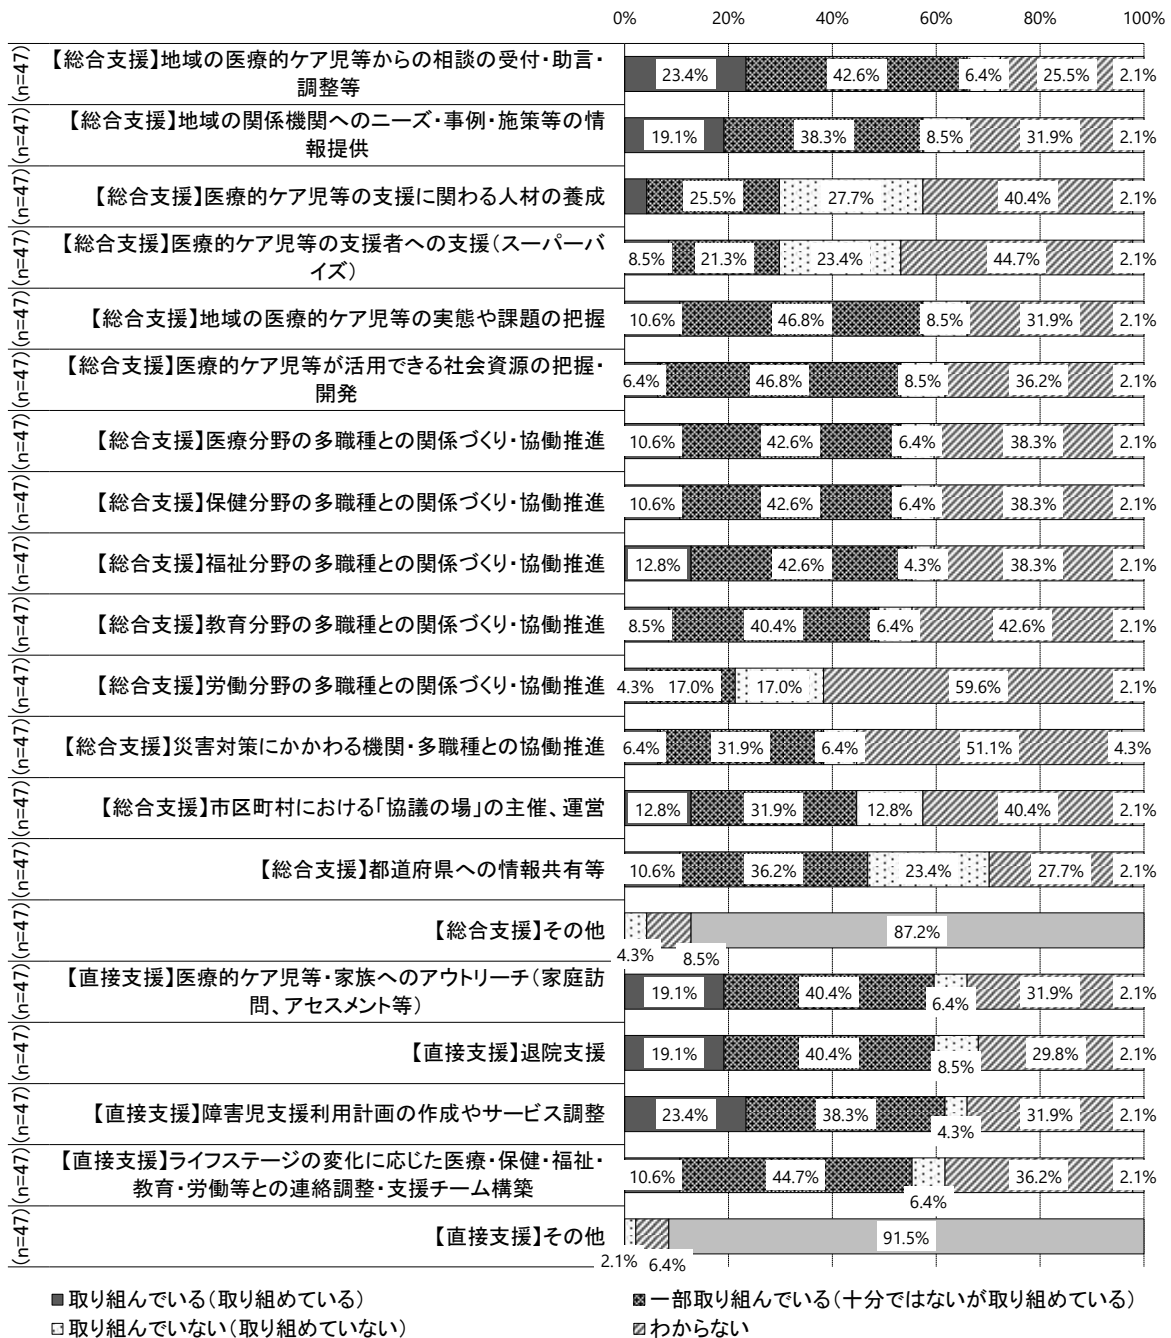 0% 20% 40% 60% 80% 100%
(n=47) 【総合支援】地域の医療的ケア児等からの相談の受付・助言・
調整等
23.4% 42.6% 6.4% 25.5% 2.1%
(n=47) 【総合支援】地域の関係機関へのニーズ・事例・施策等の情
報提供
19.1% 38.3% 8.5% 31.9% 2.1%
(n=47) 【総合支援】医療的ケア児等の支援に関わる人材の養成
25.5% 27.7% 40.4% 2.1%
(n=47) 【総合支援】医療的ケア児等の支援者への支援(スーパーバ
イズ)
8.5% 21.3% 23.4% 44.7% 2.1%
(n=47) 【総合支援】地域の医療的ケア児等の実態や課題の把握
10.6% 46.8% 8.5% 31.9% 2.1%
(n=47) 【総合支援】医療的ケア児等が活用できる社会資源の把握・
開発
6.4% 46.8% 8.5% 36.2% 2.1%
(n=47) 【総合支援】医療分野の多職種との関係づくり・協働推進
10.6% 42.6% 6.4% 38.3% 2.1%
(n=47) 【総合支援】保健分野の多職種との関係づくり・協働推進
10.6% 42.6% 6.4% 38.3% 2.1%
(n=47) 【総合支援】福祉分野の多職種との関係づくり・協働推進
12.8% 42.6% 4.3% 38.3% 2.1%
(n=47) 【総合支援】教育分野の多職種との関係づくり・協働推進
8.5% 40.4% 6.4% 42.6% 2.1%
(n=47) 【総合支援】労働分野の多職種との関係づくり・協働推進
4.3% 17.0% 17.0% 59.6% 2.1%
(n=47) 【総合支援】災害対策にかかわる機関・多職種との協働推進
6.4% 31.9% 6.4% 51.1% 4.3%
(n=47) 【総合支援】市区町村における「協議の場」の主催、運営
12.8% 31.9% 12.8% 40.4% 2.1%
(n=47) 【総合支援】都道府県への情報共有等
10.6% 36.2% 23.4% 27.7% 2.1%
(n=47) 【総合支援】その他
4.3% 8.5% 87.2%
(n=47) 【直接支援】医療的ケア児等・家族へのアウトリーチ(家庭訪
問、アセスメント等)
19.1% 40.4% 6.4% 31.9% 2.1%
(n=47) 【直接支援】退院支援
19.1% 40.4% 8.5% 29.8% 2.1%
(n=47) 【直接支援】障害児支援利用計画の作成やサービス調整
23.4% 38.3% 4.3% 31.9% 2.1%
(n=47) 【直接支援】ライフステージの変化に応じた医療・保健・福祉・
教育・労働等との連絡調整・支援チーム構築
10.6% 44.7% 6.4% 36.2% 2.1%
(n=47) 【直接支援】その他
2.1% 6.4% 91.5%
取り組んでいる(取り組めている) 一部取り組んでいる(十分ではないが取り組めている)
取り組んでいない(取り組めていない) わからない